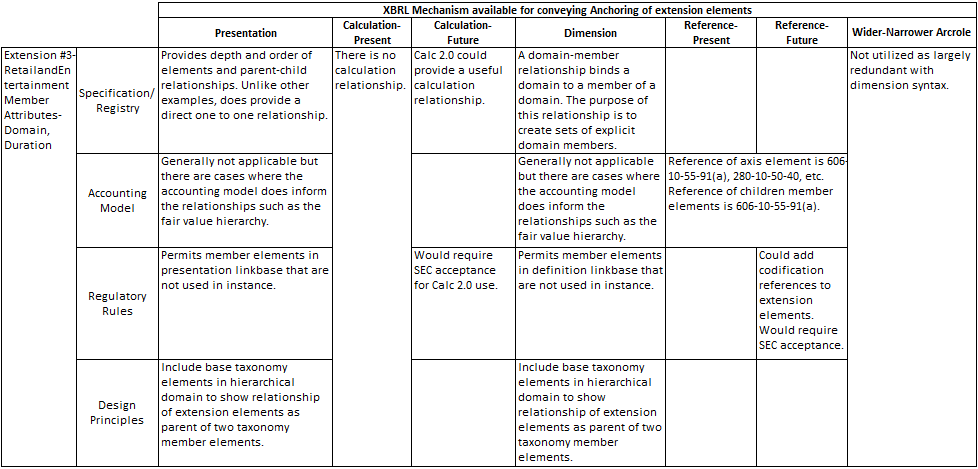 XBRL Mechanism available for conveying Anchoring of extension elements
Presentation
Calculation-
Present
Calculation-
Future
Dimension
Reference-
Present
Reference-
Future
Wider-Narrower Arcrole
Extension #3-
RetailandEn
tertainment
Member
Attributes-
Domain,
Duration
Specification/
Registry
Provides depth and order of
elements and parent-child
relationships. Unlike other
examples, does provide a
direct one to one relationship.
There is no
calculation
relationship.
Calc 2.0 could
provide a useful
calculation
relationship.
A domain-member
relationship binds a
domain to a member of a
domain. The purpose of
this relationship is to
create sets of explicit
domain members.
Not utilized as largely
redundant with
dimension syntax.
Accounting
Model
Generally not applicable but
there are cases where the
accounting model does inform
the relationships such as the
fair value hierarchy.
Generally not applicable
but there are cases where
the accounting model
does inform the
relationships such as the
fair value hierarchy.
Reference of axis element is 606-
10-55-91(a), 280-10-50-40, etc.
Reference of children member
elements is 606-10-55-91(a).
Regulatory
Rules
Permits member elements in
presentation linkbase that are
not used in instance.
Would require
SEC acceptance
for Calc 2.0 use.
Permits member elements
in definition linkbase that
are not used in instance.
Could add
codification
references to
extension
elements.
Would require
SEC acceptance.
Design
Principles
Include base taxonomy
elements in hierarchical
domain to show relationship
of extension elements as
parent of two taxonomy
member elements.
Include base taxonomy
elements in hierarchical
domain to show
relationship of extension
elements as parent of two
taxonomy member
elements.